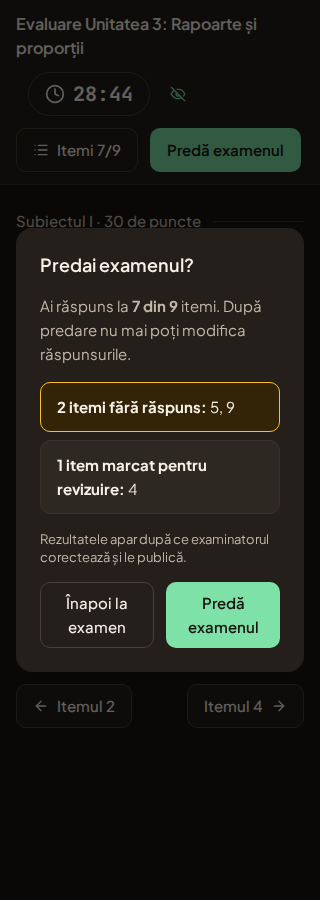 Evaluare Unitatea 3: Rapoarte și
proporții
28:44
Itemi 7/9
Predă examenul
Subiectul I · 30 de puncte
Predai examenul?
Ai răspuns la 7 din 9 itemi. După
predare nu mai poți modifica
răspunsurile.
2 itemi fără răspuns: 5, 9
1 item marcat pentru
revizuire: 4
Rezultatele apar după ce examinatorul
corectează și le publică.
Înapoi la
examen
Predă
examenul
Itemul 2
Itemul 4